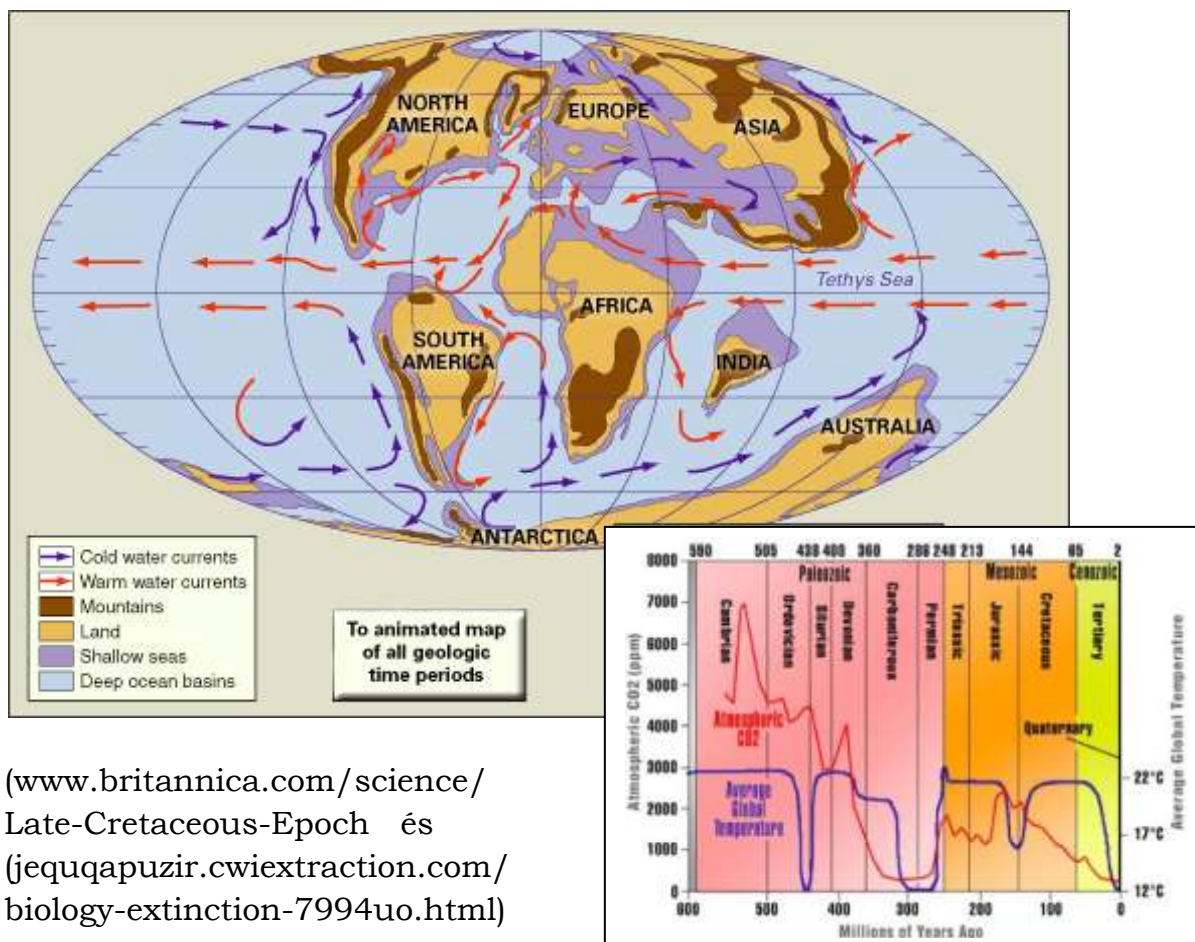 NORTH
AMERICA
EUROPE
ASIA
Tethys Sea
AFRICA
SOUTH
AMERICA
INDIA
AUSTRALIA
ANTARCTICA
Cold water currents
Warm water currents
Mountains
Land
Shallow seas
Deep ocean basins
To animated map
of all geologic
time periods
590 505 438 400 360 286 248 213 144 65 2
Paleozoic Mesozoic Cenozoic
Cambrian
Ordovician
Silurian
Devonian
Carboniferous
Permian
Triassic
Jurassic
Cretaceous
Tertiary
Quaternary
Atmospheric
CO2
Average
Global
Temperature
Atmospheric CO2 (ppm)
8000
7000
6000
5000
4000
3000
2000
1000
0
22°C
17°C
12°C
Average Global Temperature
600 500 400 300 200 100 0
Millions of Years Ago
(www.britannica.com/science/
Late-Cretaceous-Epoch és
(jequqapuzir.cwiextraction.com/
biology-extinction-7994uo.html)